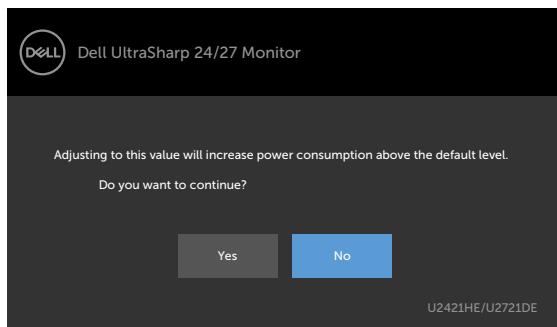 DELL
Dell UltraSharp 24/27 Monitor
Adjusting to this value will increase power consumption above the default level.
Do you want to continue?
Yes
No
U2421HE/U2721DE